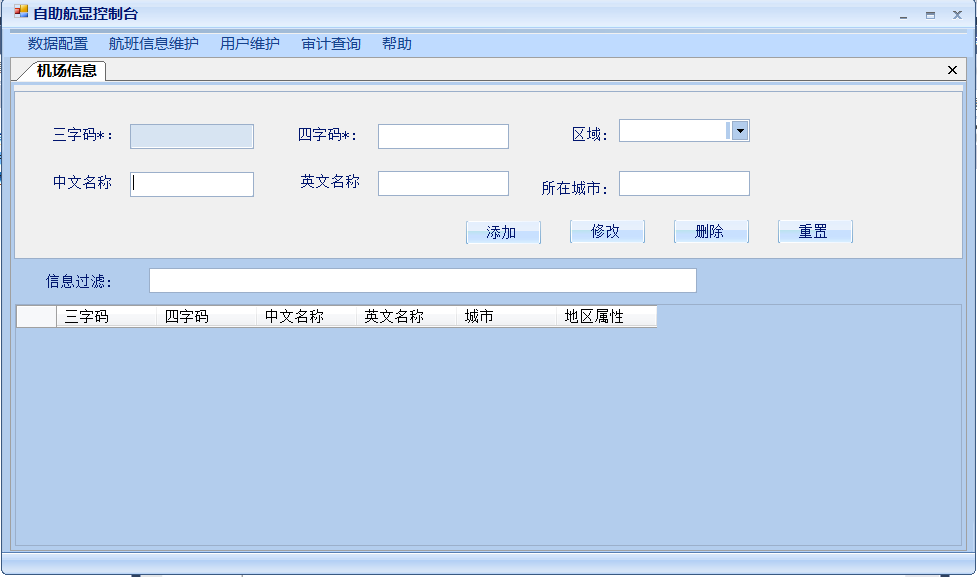 自助航显控制台
数据配置 航班信息维护 用户维护 审计查询 帮助
机场信息
三字码*： 四字码*： 区域：
中文名称 英文名称 所在城市：
添加 修改 删除 重置
信息过滤：
三字码 四字码 中文名称 英文名称 城市 地区属性